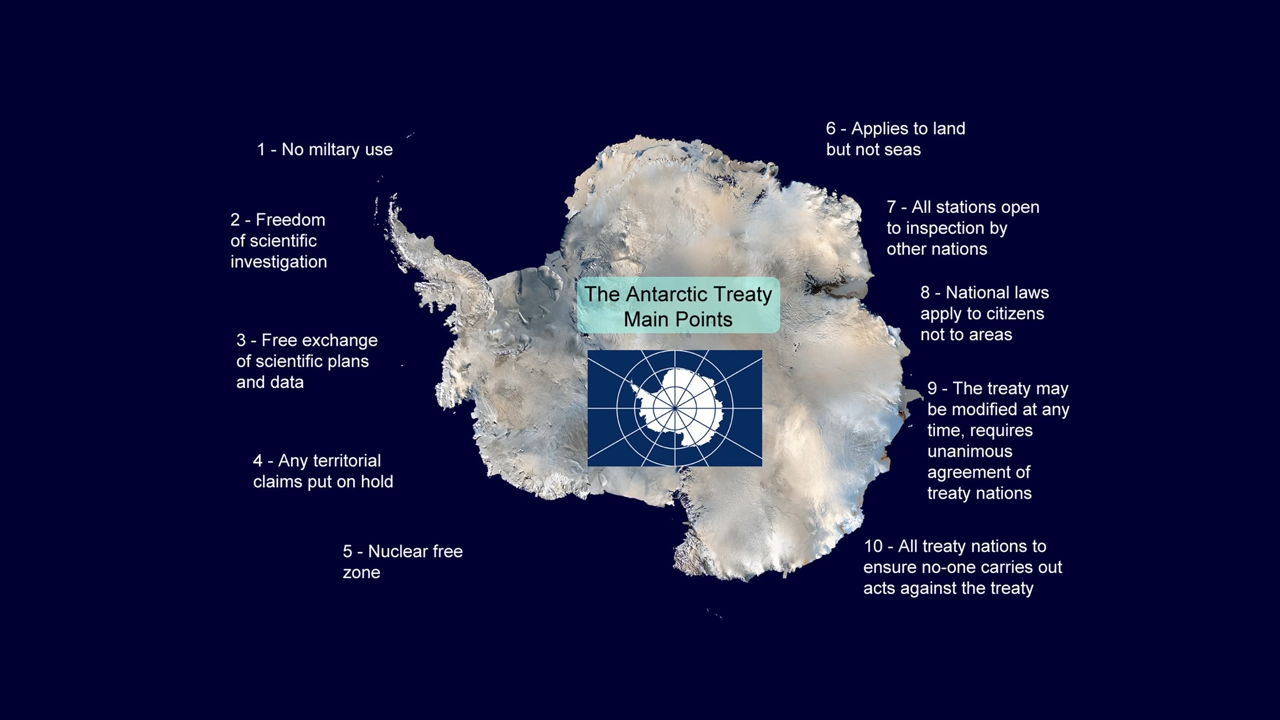 The Antarctic Treaty
Main Points
1 - No miltary use
2 - Freedom
of scientific
investigation
3 - Free exchange
of scientific plans
and data
4 - Any territorial
claims put on hold
5 - Nuclear free
zone
6 - Applies to land
but not seas
7 - All stations open
to inspection by
other nations
8 - National laws
apply to citizens
not to areas
9 - The treaty may
be modified at any
time, requires
unanimous
agreement of
treaty nations
10 - All treaty nations to
ensure no-one carries out
acts against the treaty